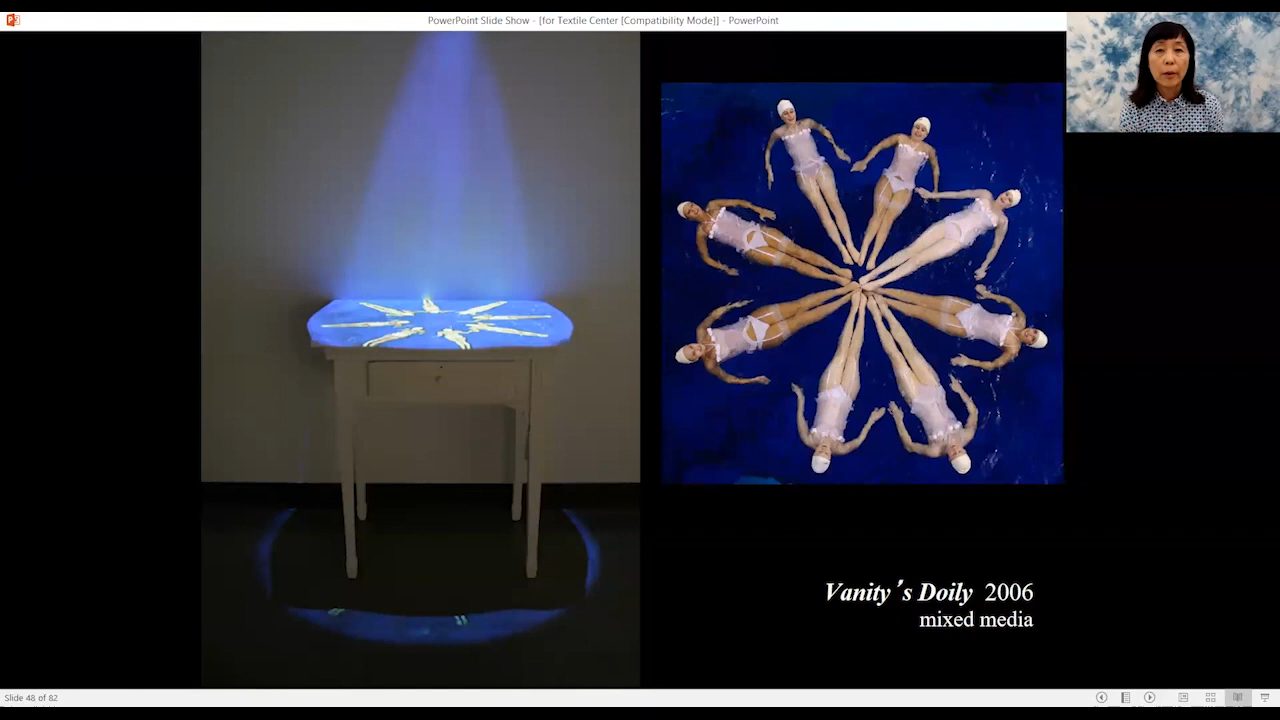 PowerPoint Slide Show - [for Textile Center [Compatibility Mode]] - PowerPoint
Vanity´s Doily 2006
mixed media
Slide 48 of 82